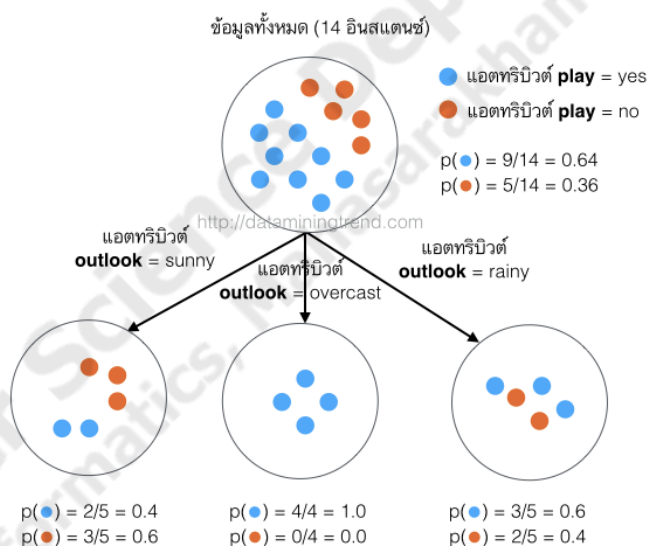 ข้อมูลทั้งหมด (14 อินสแตนซ์)
แอตทริบิวต์ play = yes
แอตทริบิวต์ play = no
p( ) = 9/14 = 0.64
p( ) = 5/14 = 0.36
http://dataminingtrend.com
แอตทริบิวต์
outlook = sunny
แอตทริบิวต์
outlook = overcast
แอตทริบิวต์
outlook = rainy
p( ) = 2/5 = 0.4
p( ) = 3/5 = 0.6
p( ) = 4/4 = 1.0
p( ) = 0/4 = 0.0
p( ) = 3/5 = 0.6
p( ) = 2/5 = 0.4